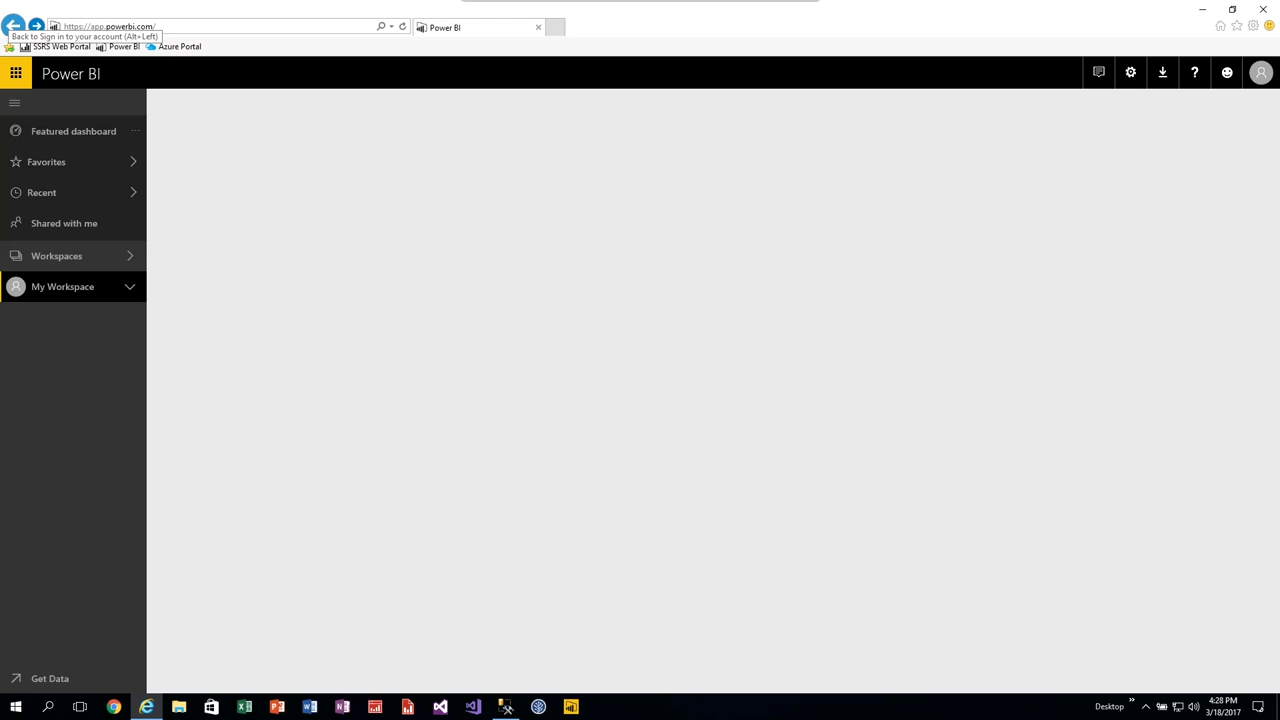 https://app.powerbi.com/
Power BI
Back to Sign in to your account (Alt+Left)
SSRS Web Portal
Power BI
Azure Portal
Power BI
Featured dashboard
Favorites
Recent
Shared with me
Workspaces
My Workspace
Get Data
Desktop
4:28 PM
3/18/2017